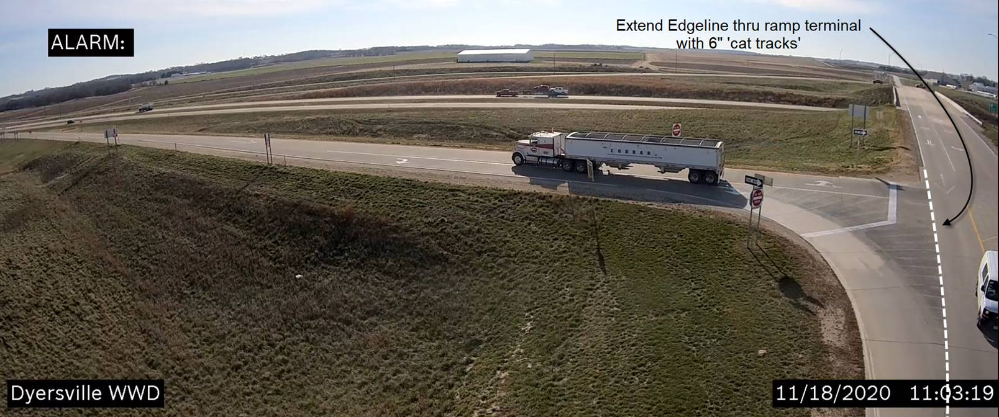 ALARM:
Extend Edgeline thru ramp terminal
with 6" 'cat tracks'
CONRAD
Dyersville WWD
11/18/2020 11:03:19